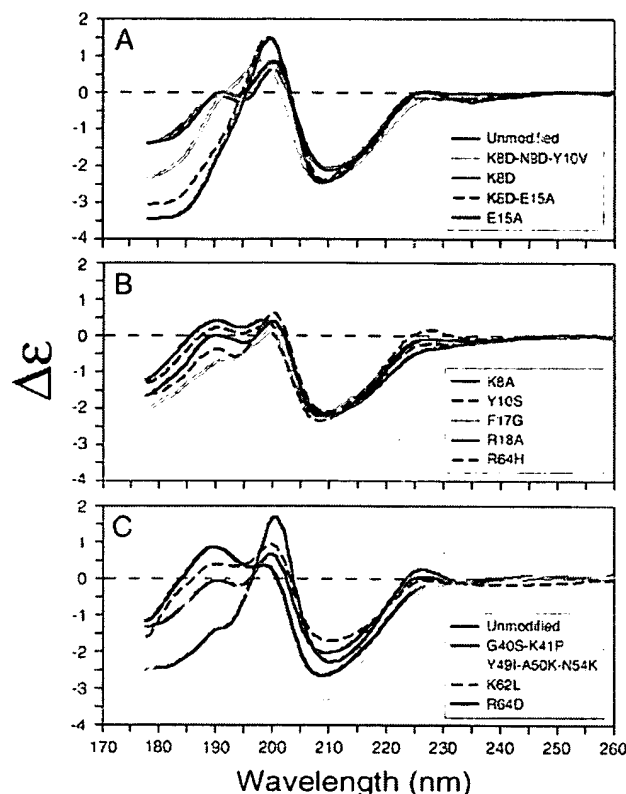 A
2
1
0
-1
-2
-3
-4
Unmodified
K8D-N9D-Y10V
K8D
K8D-E15A
E15A
B
1
0
-1
-2
-3
-4
K8A
Y10S
F17G
R18A
R64H
Δε
C
2
1
0
-1
-2
-3
-4
Unmodified
G40S-K41P
Y49I-A50K-N54K
K62L
R64D
170 180 190 200 210 220 230 240 250 260
Wavelength (nm)